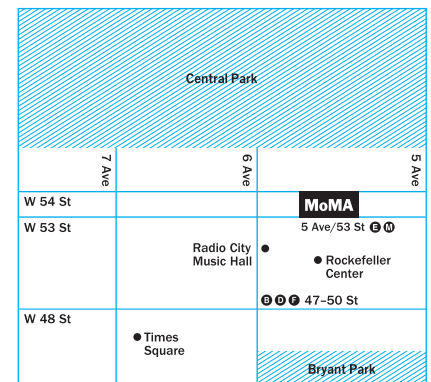 Central Park
7 Ave
6 Ave
5 Ave
W 54 St
MoMA
W 53 St
5 Ave/53 St E M
Radio City
Music Hall
Rockefeller
Center
B D F 47–50 St
W 48 St
Times
Square
Bryant Park